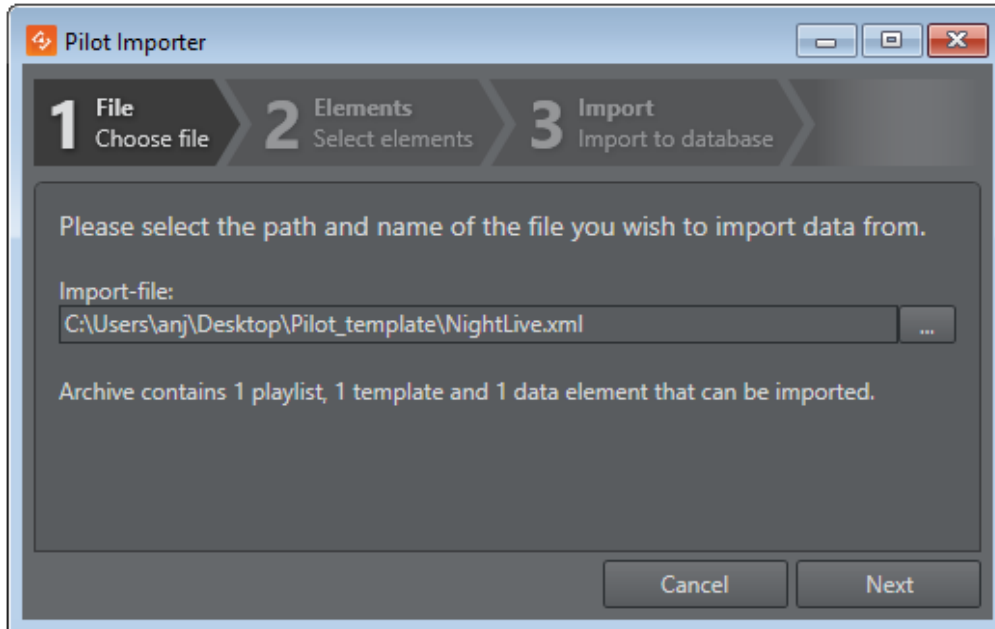 Pilot Importer
1 File
Choose file
2 Elements
Select elements
3 Import
Import to database
Please select the path and name of the file you wish to import data from.
Import-file:
C:\Users\anj\Desktop\Pilot_template\NightLive.xml
...
Archive contains 1 playlist, 1 template and 1 data element that can be imported.
Cancel
Next